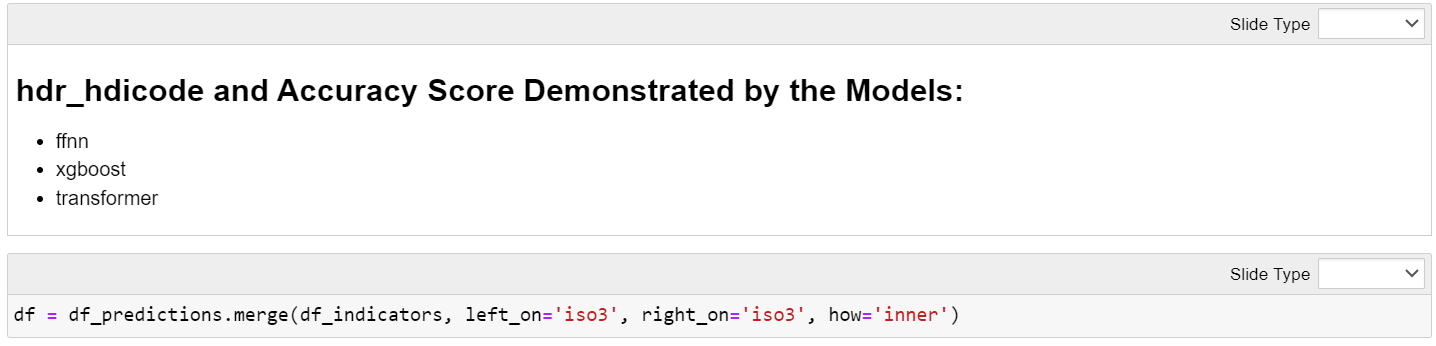 Slide Type
hdr_hdicode and Accuracy Score Demonstrated by the Models:
ffnn
xgboost
transformer
Slide Type
df = df_predictions.merge(df_indicators, left_on='iso3', right_on='iso3', how='inner')